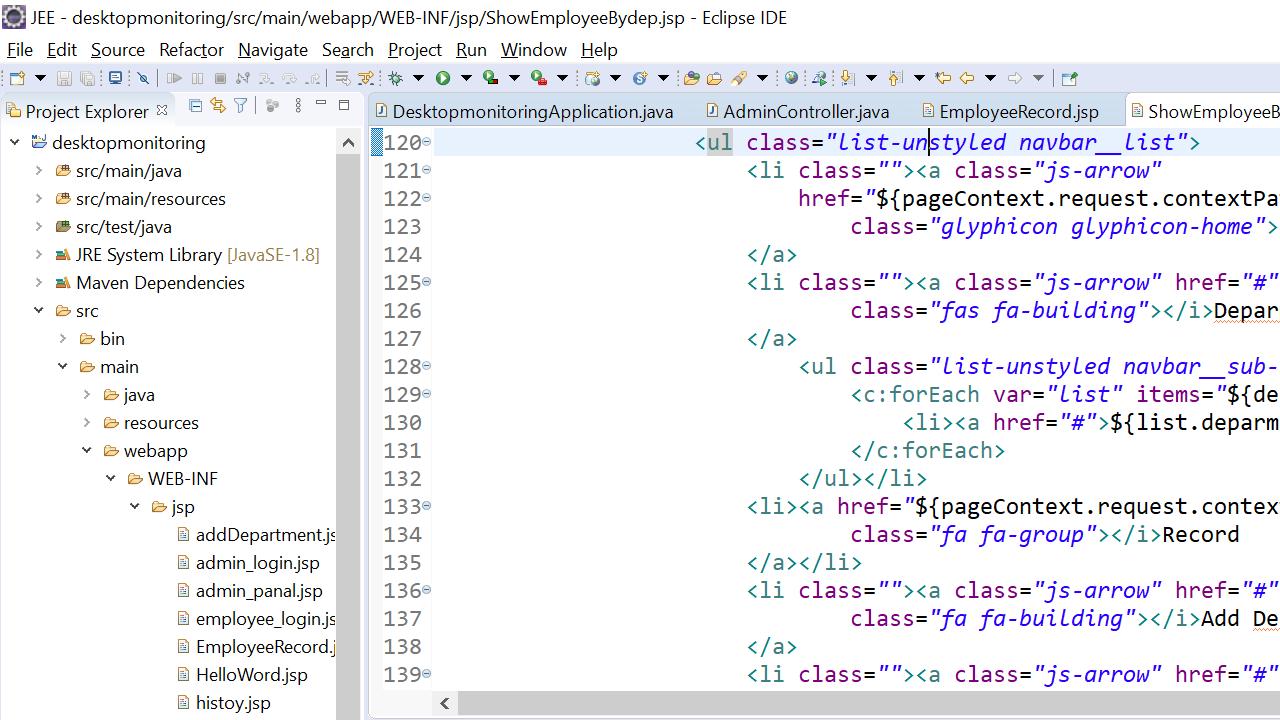 JEE - desktopmonitoring/src/main/webapp/WEB-INF/jsp/ShowEmployeeBydep.jsp - Eclipse IDE
File Edit Source Refactor Navigate Search Project Run Window Help
Project Explorer
DesktopmonitoringApplication.java AdminController.java EmployeeRecord.jsp ShowEmployeeB
desktopmonitoring
src/main/java
src/main/resources
src/test/java
JRE System Library [JavaSE-1.8]
Maven Dependencies
src
bin
main
java
resources
webapp
WEB-INF
jsp
addDepartment.js
admin_login.jsp
admin_panal.jsp
employee_login.js
EmployeeRecord.j
HelloWord.jsp
histoy.jsp
120 <ul class="list-unstyled navbar__list">
121 <li class=""><a class="js-arrow"
122 href="${pageContext.request.contextPa
123 class="glyphicon glyphicon-home">
124 </a>
125 <li class=""><a class="js-arrow" href="#"
126 class="fas fa-building"></i>Depar
127 </a>
128 <ul class="list-unstyled navbar__sub-
129 <c:forEach var="list" items="${de
130 <li><a href="#">${list.deparm
131 </c:forEach>
132 </ul></li>
133 <li><a href="${pageContext.request.contex
134 class="fa fa-group"></i>Record
135 </a></li>
136 <li class=""><a class="js-arrow" href="#"
137 class="fa fa-building"></i>Add De
138 </a>
139 <li class=""><a class="js-arrow" href="#"